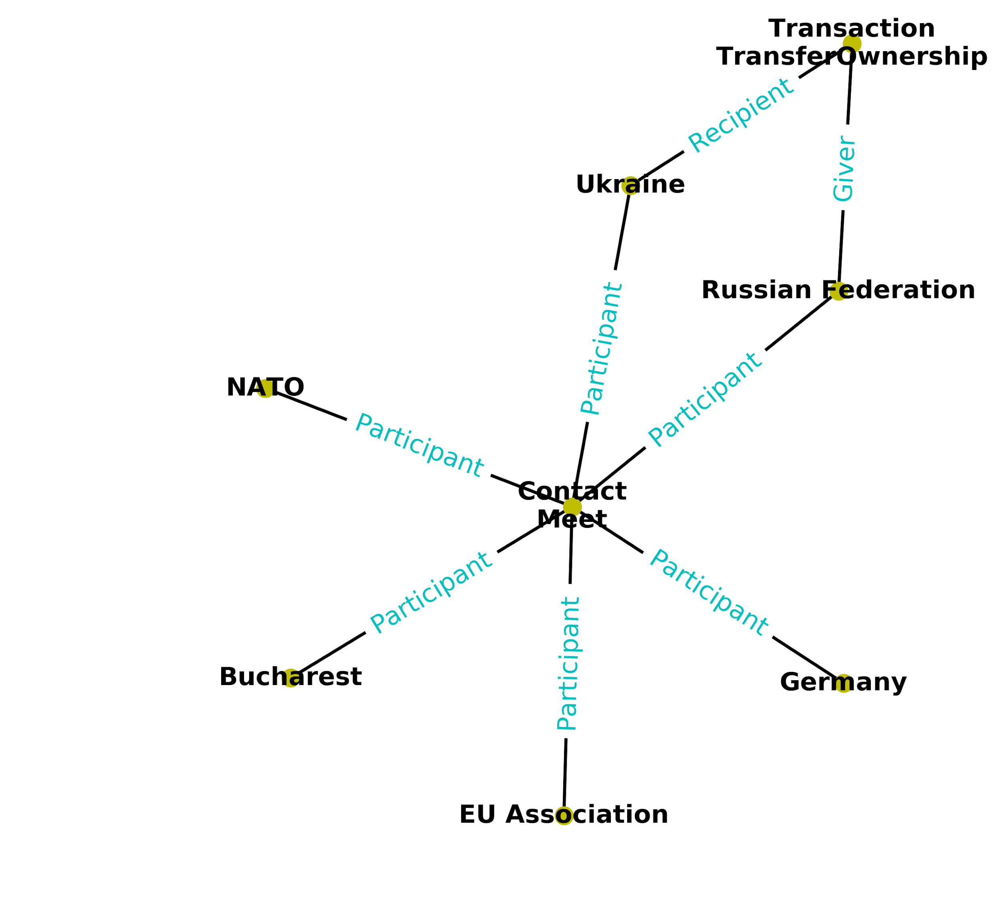 Transaction
TransferOwnership
Recipient
Giver
Ukraine
Russian Federation
Participant
Participant
NATO
Participant
Contact
Meet
Participant
Participant
Participant
Bucharest
Germany
EU Association